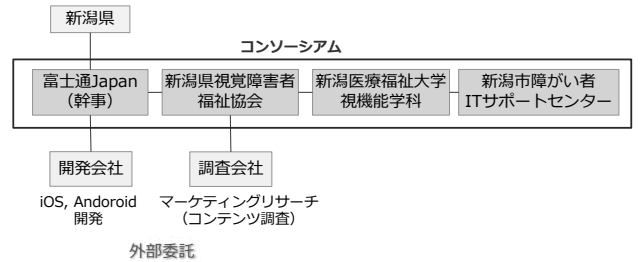 新潟県
コンソーシアム
富士通Japan
（幹事）
新潟県視覚障害者
福祉協会
新潟医療福祉大学
視機能学科
新潟市障がい者
ITサポートセンター
開発会社
調査会社
iOS, Andoroid
開発
マーケティングリサーチ
（コンテンツ調査）
外部委託